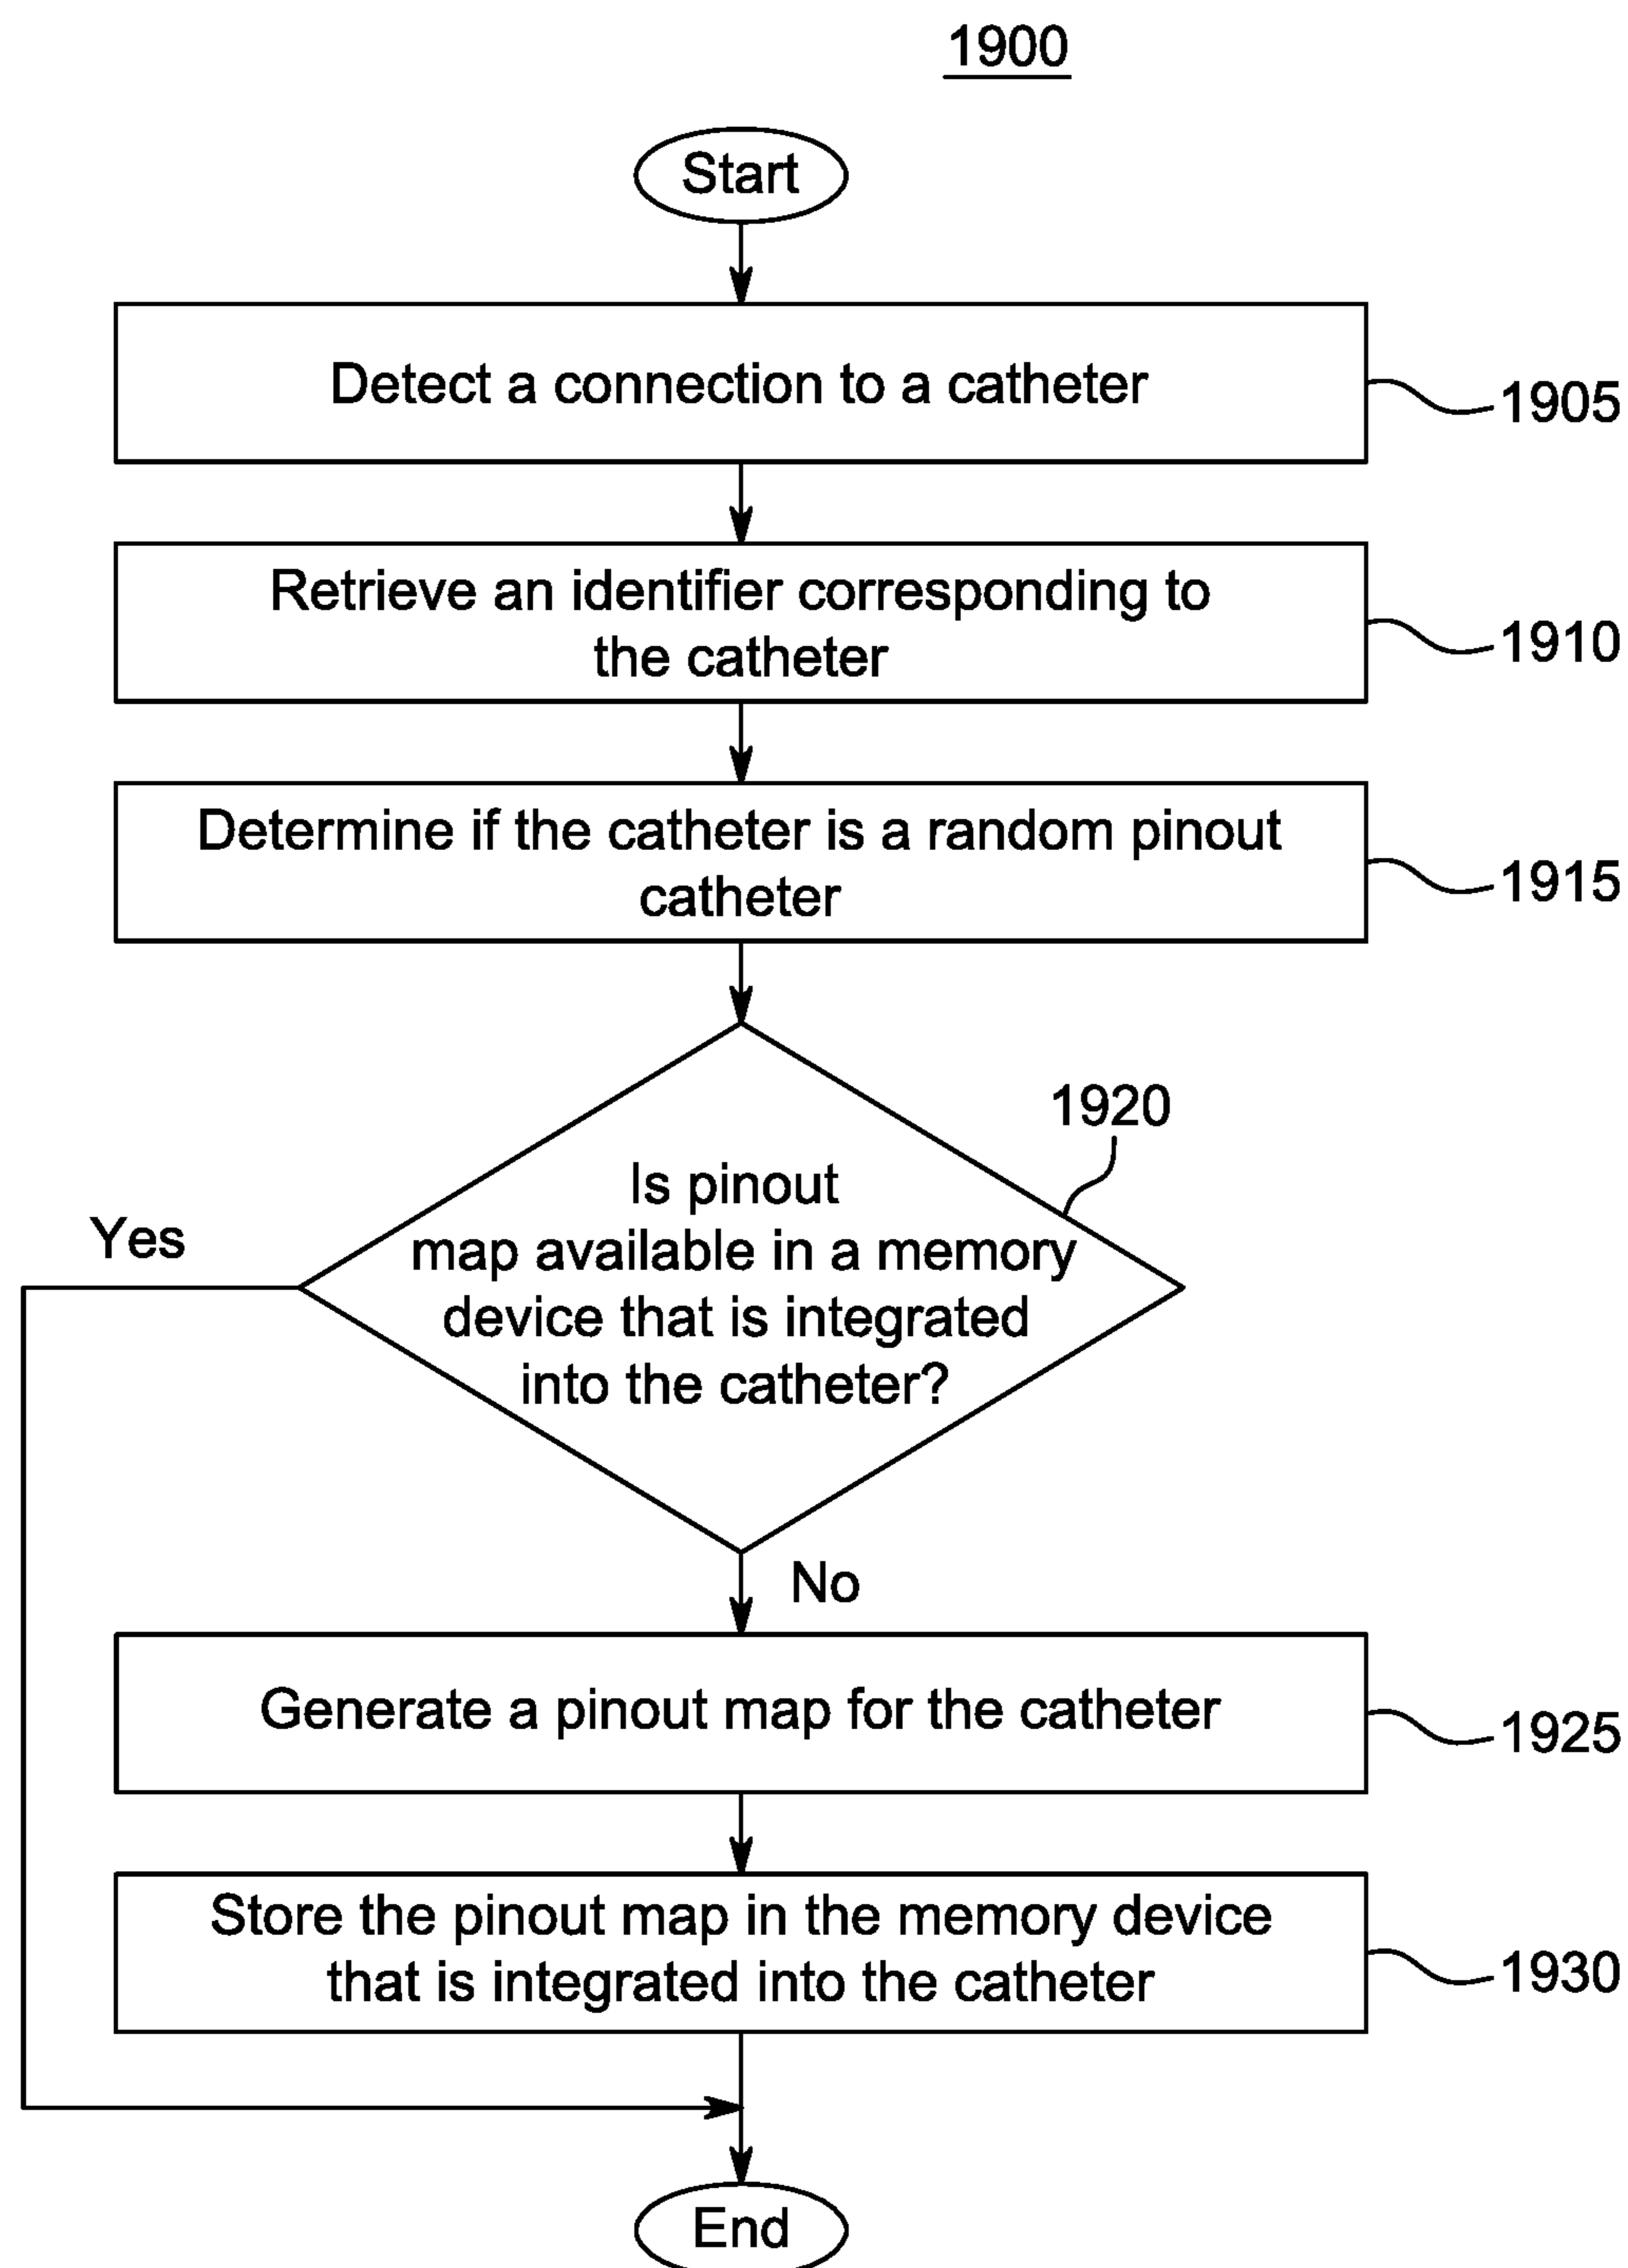 1900
Start
Detect a connection to a catheter
1905
Retrieve an identifier corresponding to
the catheter
1910
Determine if the catheter is a random pinout
catheter
1915
1920
Is pinout
map available in a memory
device that is integrated
into the catheter?
Yes
No
Generate a pinout map for the catheter
1925
Store the pinout map in the memory device
that is integrated into the catheter
1930
End